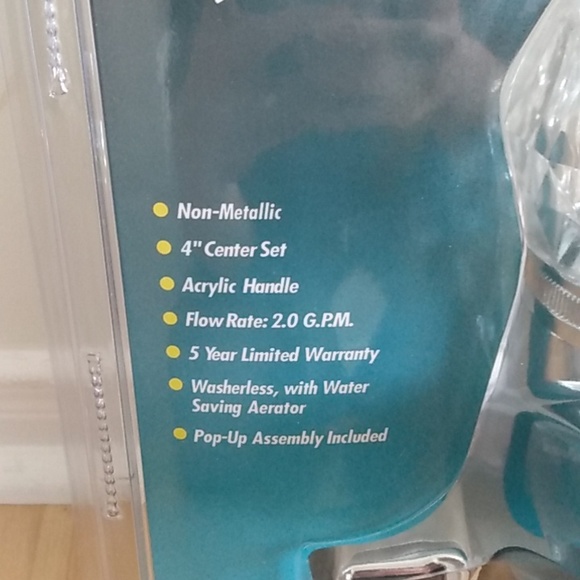 Non-Metallic
4" Center Set
Acrylic Handle
Flow Rate: 2.0 G.P.M.
5 Year Limited Warranty
Washerless, with Water
Saving Aerator
Pop-Up Assembly Included